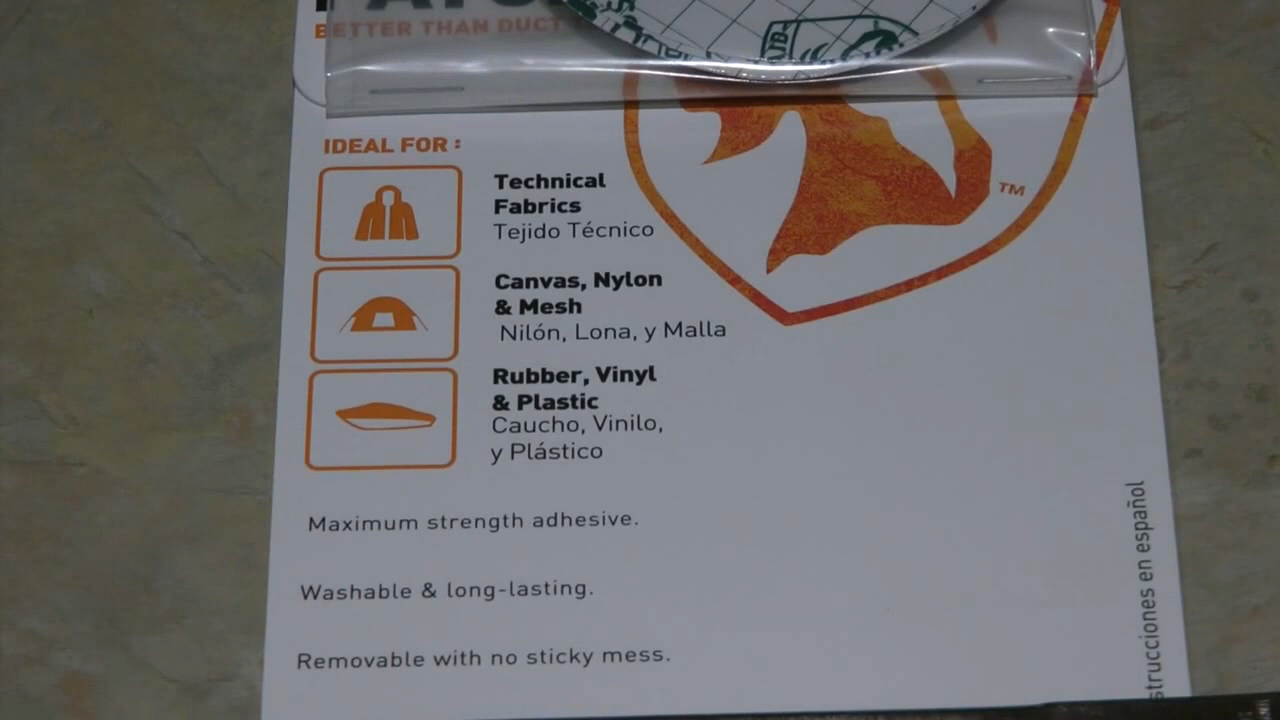 BETTER THAN DUCT
IDEAL FOR :
Technical
Fabrics
Tejido Técnico
Canvas, Nylon
& Mesh
Nilón, Lona, y Malla
Rubber, Vinyl
& Plastic
Caucho, Vinilo,
y Plástico
Maximum strength adhesive.
Washable & long-lasting.
Removable with no sticky mess.
TM
strucciones en español